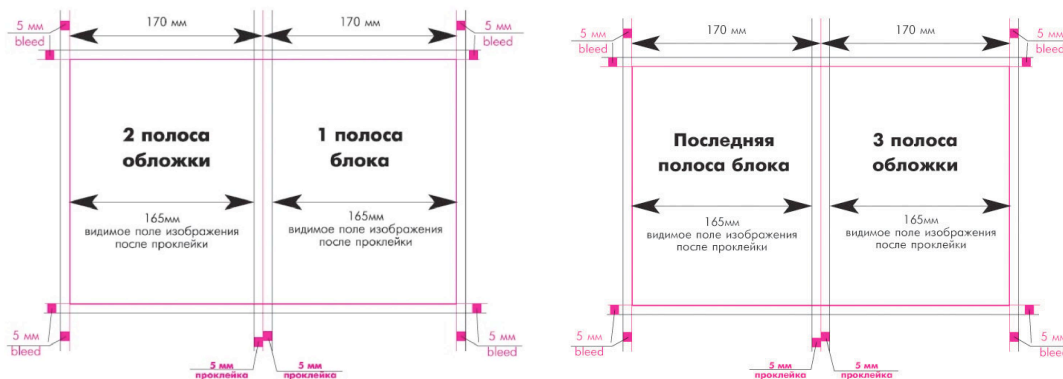 5 мм
bleed
170 мм
170 мм
5 мм
bleed
2 полоса
обложки
1 полоса
блока
165мм
видимое поле изображения
после проклейки
165мм
видимое поле изображения
после проклейки
5 мм
bleed
5 мм
bleed
5 мм
проклейка
5 мм
проклейка
5 мм
bleed
170 мм
170 мм
5 мм
bleed
Последняя
полоса блока
3 полоса
обложки
165мм
видимое поле изображения
после проклейки
165мм
видимое поле изображения
после проклейки
5 мм
bleed
5 мм
bleed
5 мм
проклейка
5 мм
проклейка